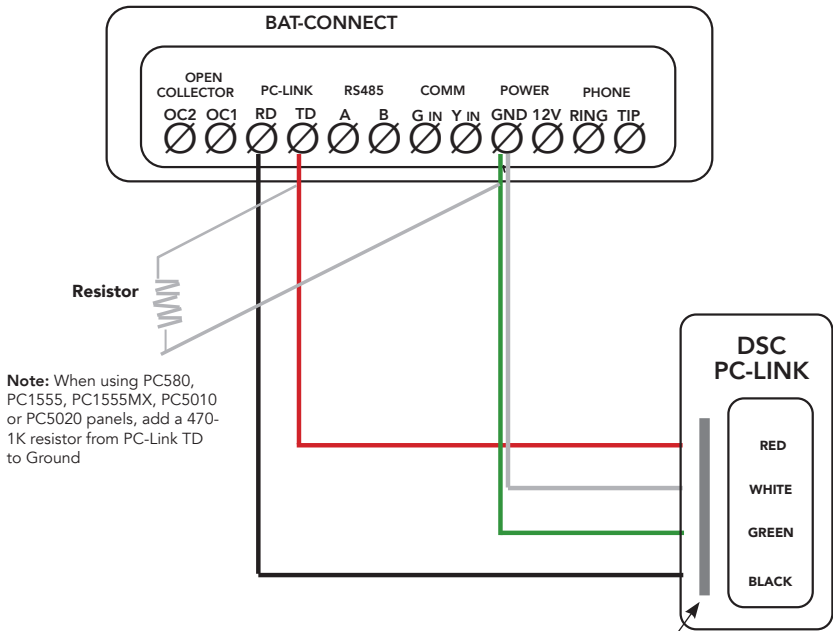 BAT-CONNECT
OPEN
COLLECTOR PC-LINK RS485 COMM POWER PHONE
OC2 OC1 RD TD A B G IN Y IN GND 12V RING TIP
Resistor
Note: When using PC580,
PC1555, PC1555MX, PC5010
or PC5020 panels, add a 470-
1K resistor from PC-Link TD
to Ground
DSC
PC-LINK
RED
WHITE
GREEN
BLACK